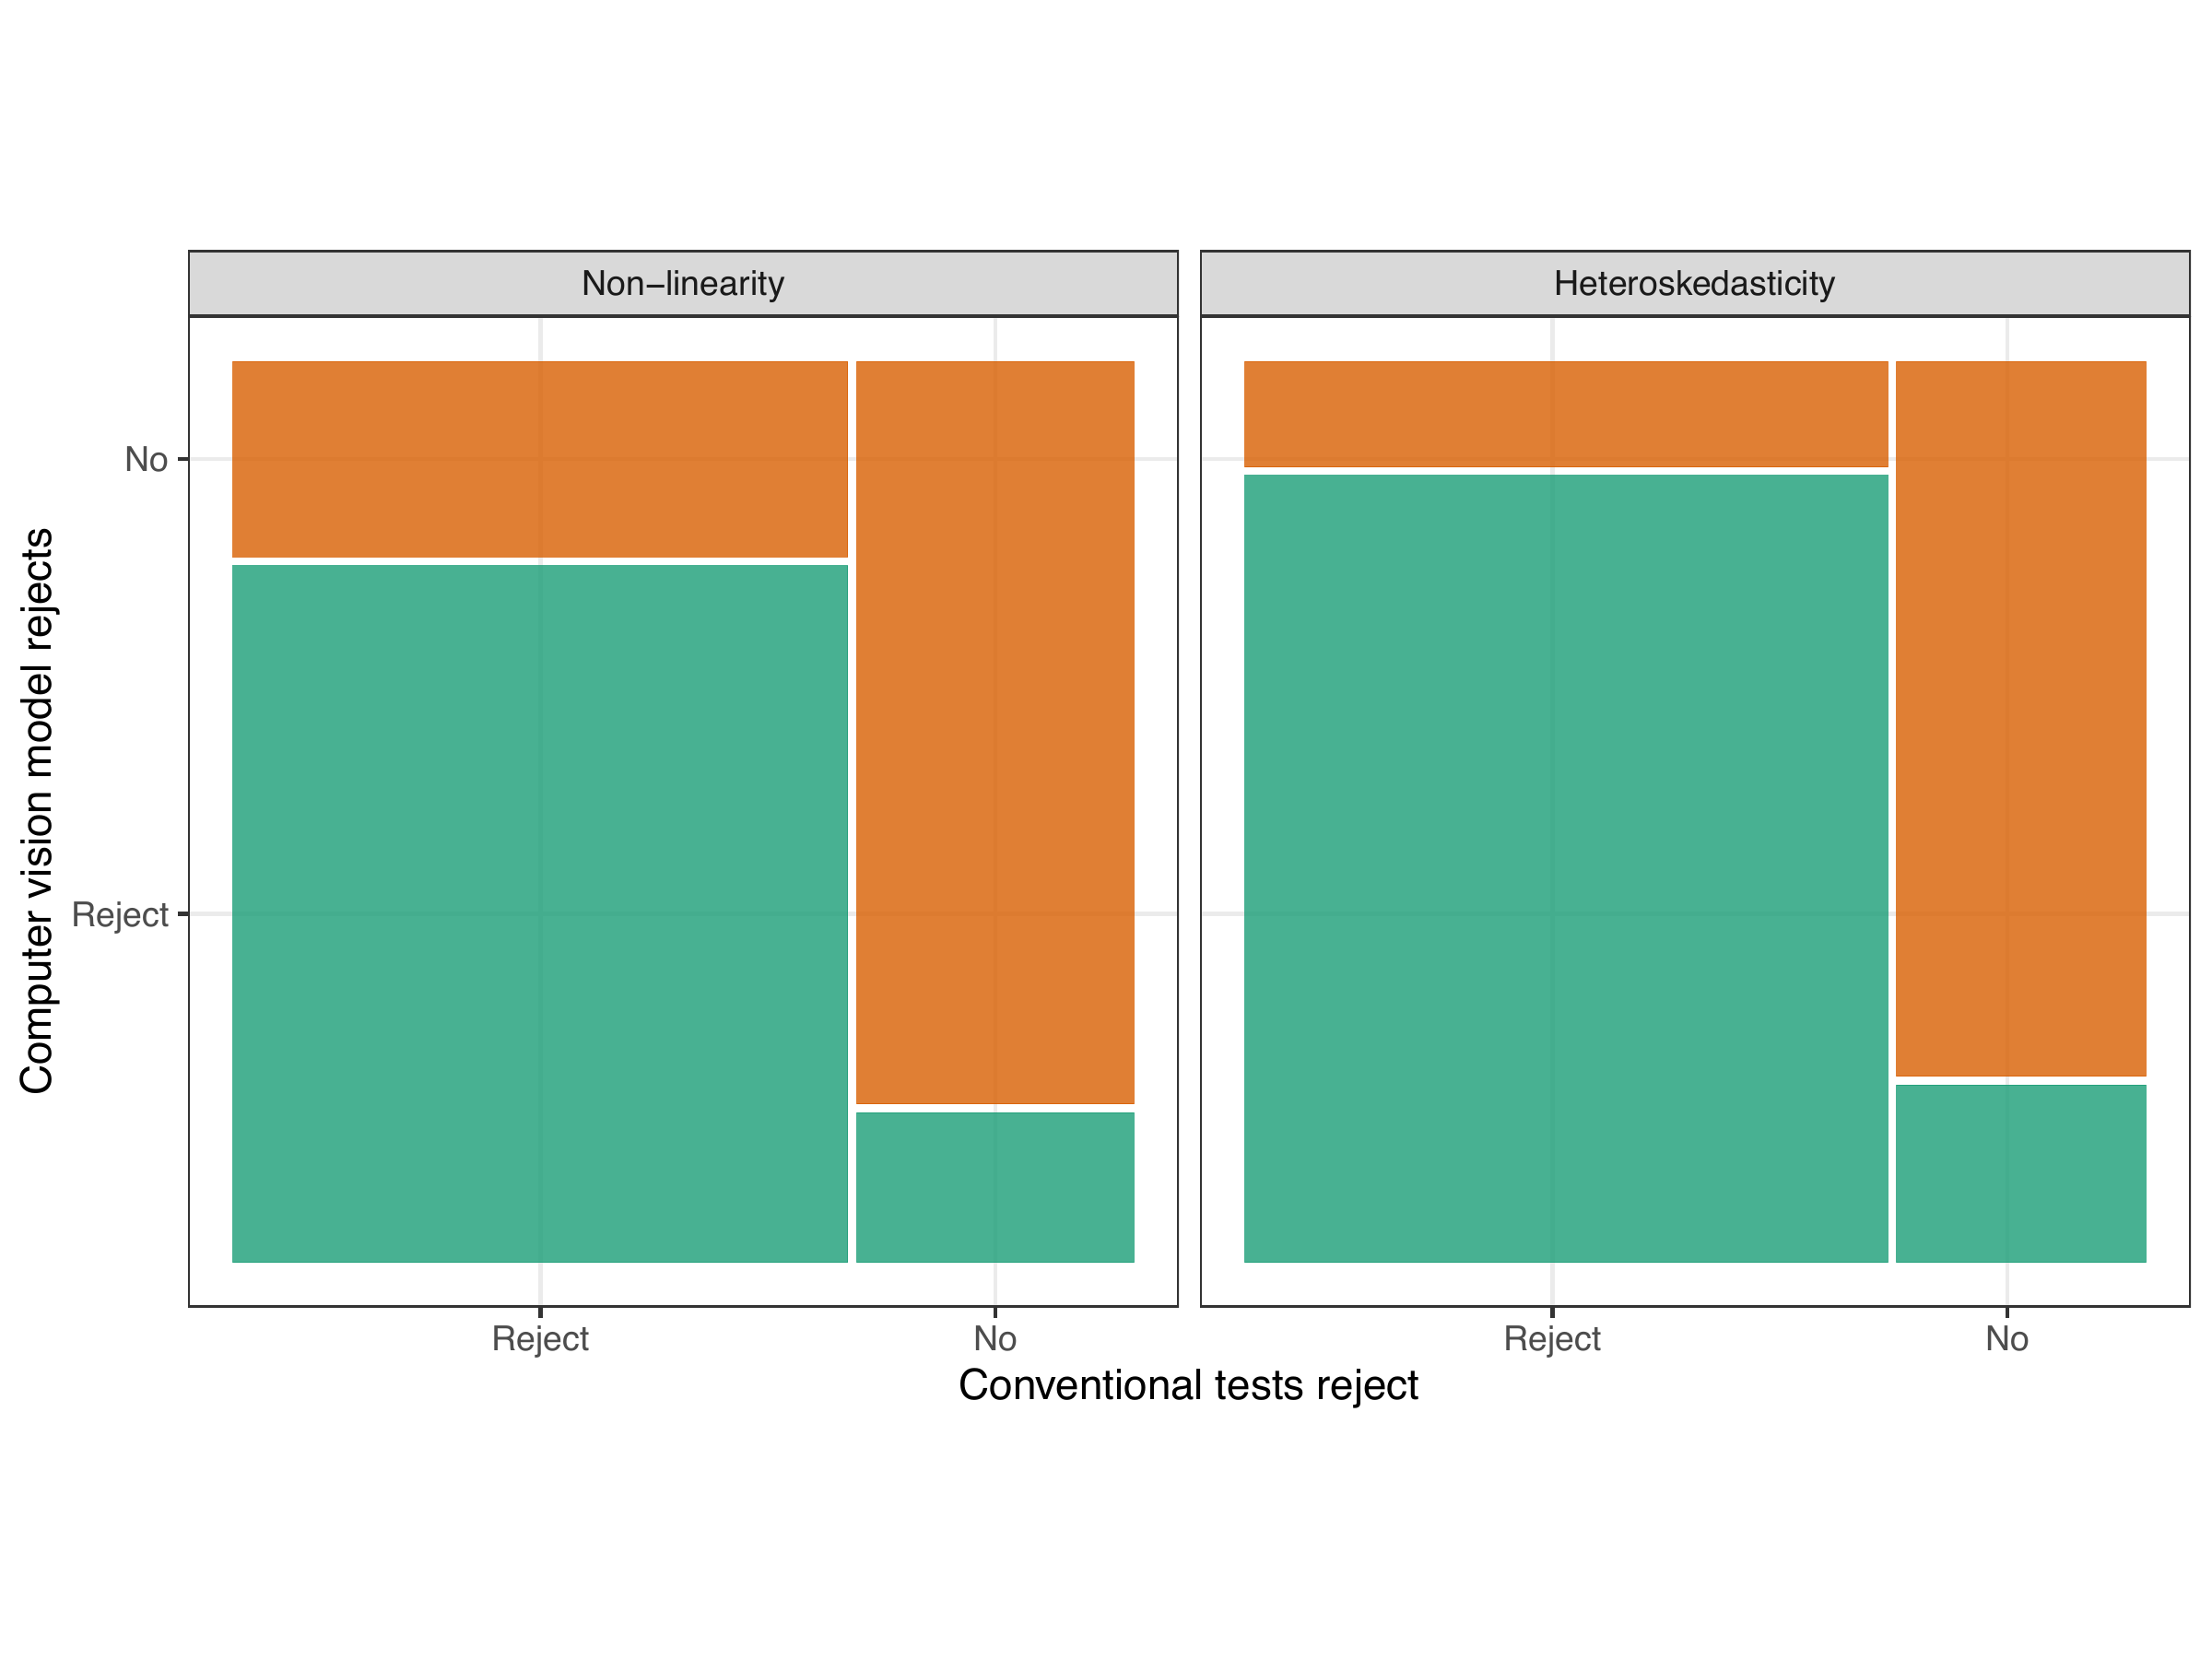 Non−linearity
Heteroskedasticity
Computer vision model rejects
No
Reject
Reject
No
Reject
No
Conventional tests reject